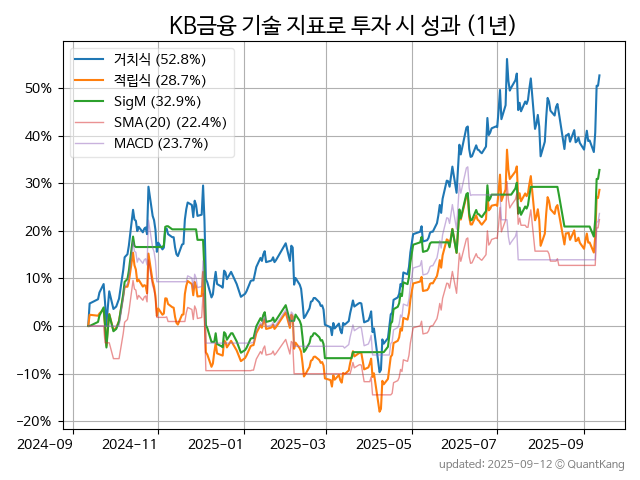 KB금융 기술 지표로 투자 시 성과 (1년)
거치식 (52.8%)
적립식 (28.7%)
SigM (32.9%)
SMA(20) (22.4%)
MACD (23.7%)
50%
40%
30%
20%
10%
0%
−10%
−20%
2024-09 2024-11 2025-01 2025-03 2025-05 2025-07 2025-09
updated: 2025-09-12 © QuantKang